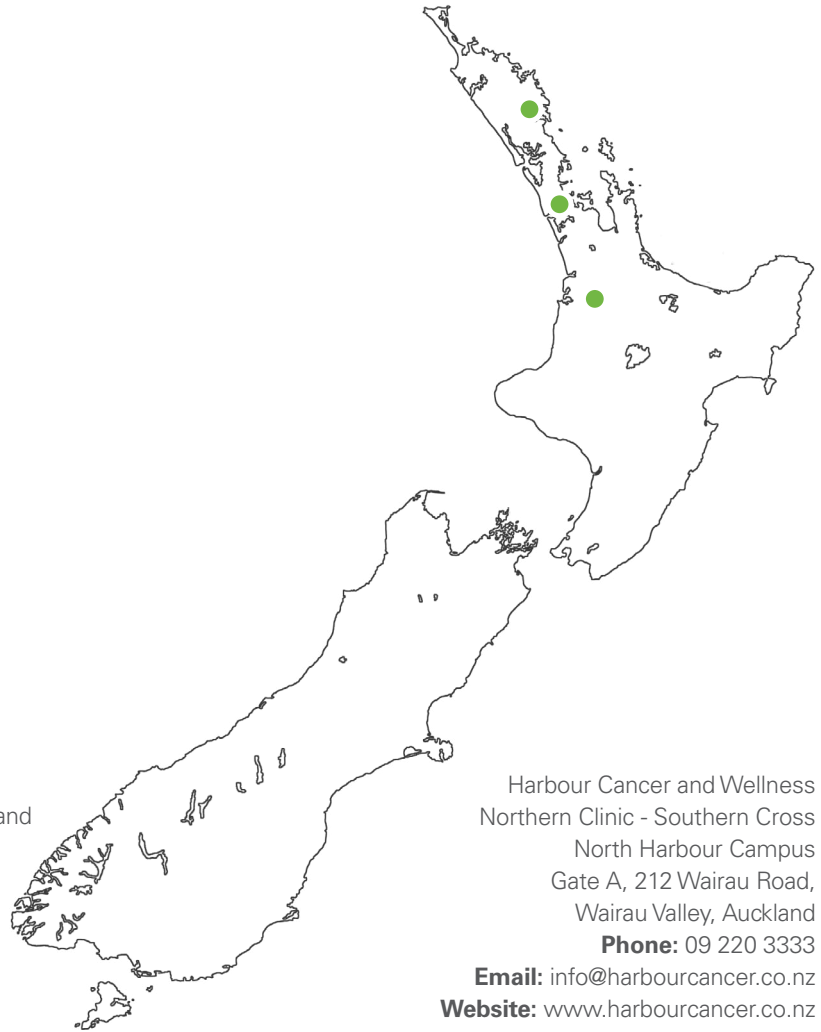 and
Harbour Cancer and Wellness
Northern Clinic - Southern Cross
North Harbour Campus
Gate A, 212 Wairau Road,
Wairau Valley, Auckland
Phone: 09 220 3333
Email: info@harbourcancer.co.nz
Website: www.harbourcancer.co.nz